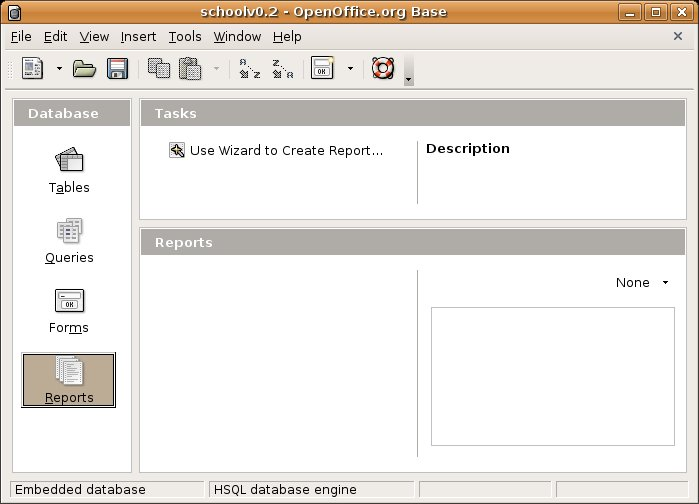 schoolv0.2 - OpenOffice.org Base
File Edit View Insert Tools Window Help
Database
Tables
Queries
Forms
Reports
Tasks
Use Wizard to Create Report...
Description
Reports
None
Embedded database
HSQL database engine